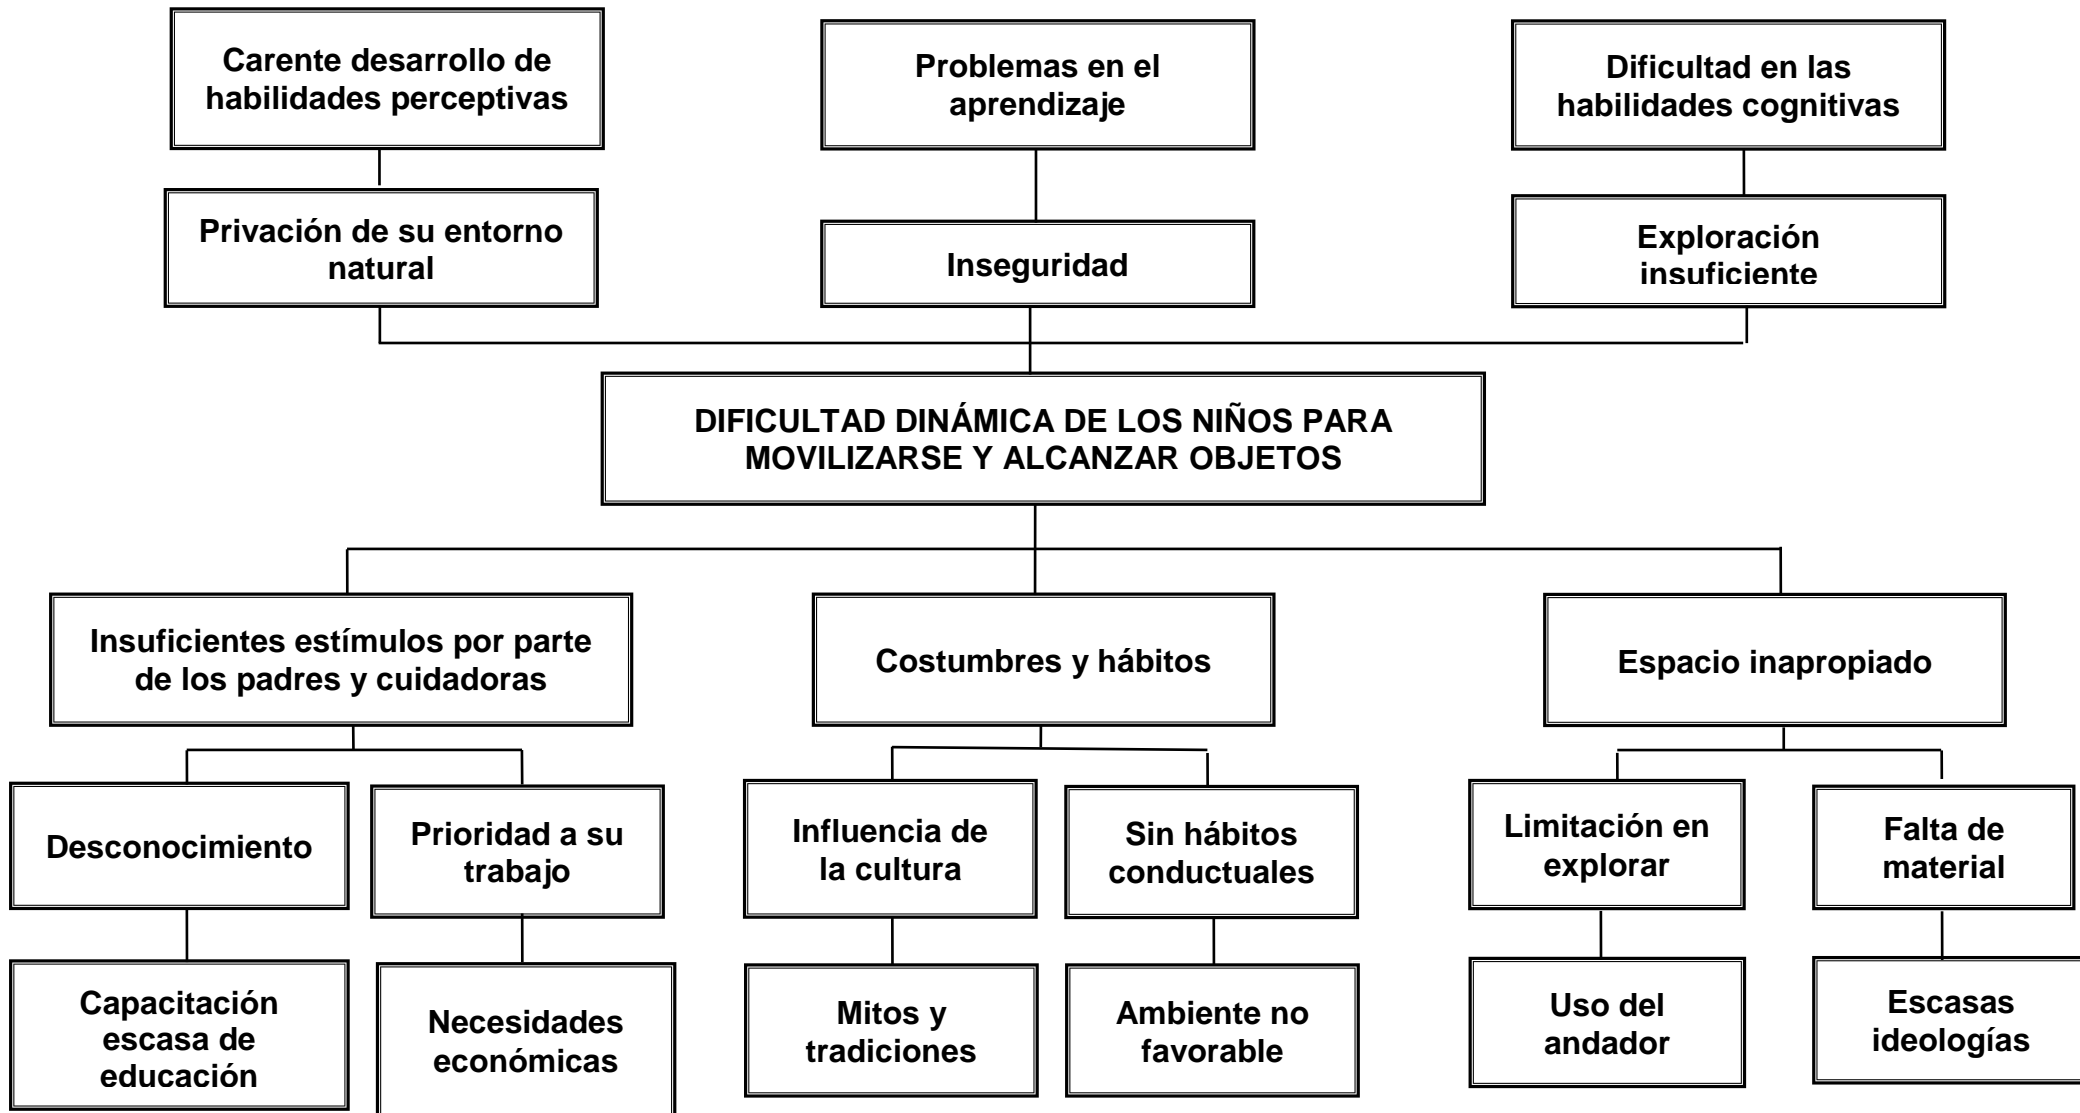 Carente desarrollo de
habilidades perceptivas
Problemas en el
aprendizaje
Dificultad en las
habilidades cognitivas
Privación de su entorno
natural
Inseguridad
Exploración
insuficiente
DIFICULTAD DINÁMICA DE LOS NIÑOS PARA
MOVILIZARSE Y ALCANZAR OBJETOS
Insuficientes estímulos por parte
de los padres y cuidadoras
Costumbres y hábitos
Espacio inapropiado
Desconocimiento
Prioridad a su
trabajo
Influencia de
la cultura
Sin hábitos
conductuales
Limitación en
explorar
Falta de
material
Capacitación
escasa de
educación
Necesidades
económicas
Mitos y
tradiciones
Ambiente no
favorable
Uso del
andador
Escasas
ideologías